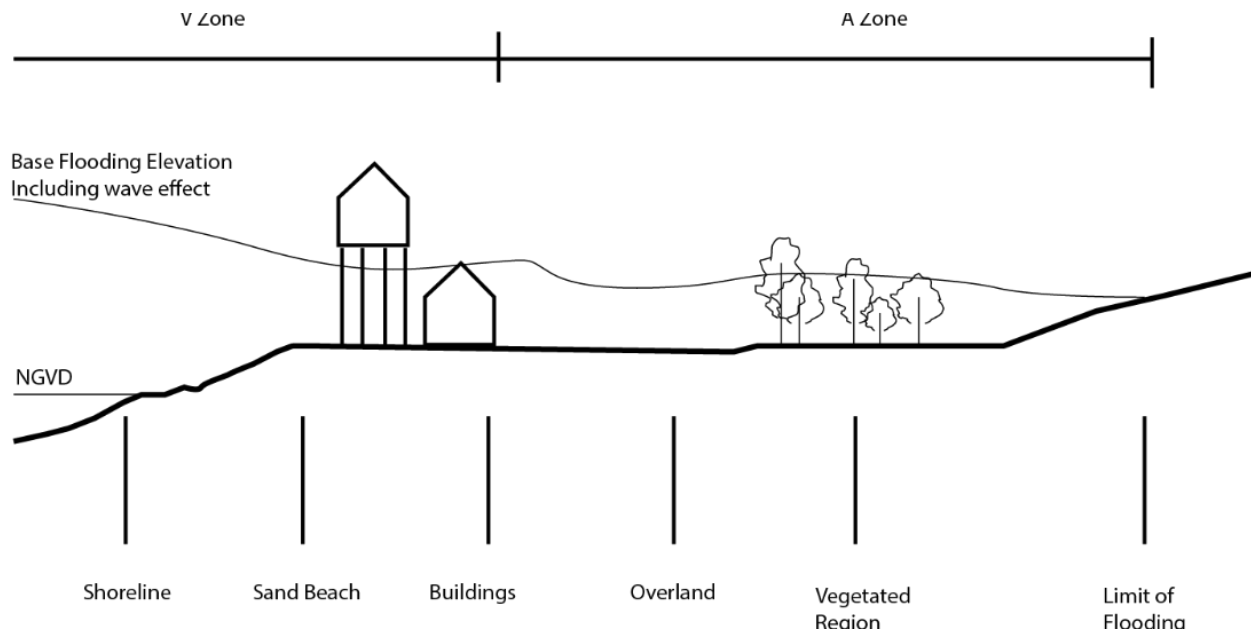 V Zone
A Zone
Base Flooding Elevation
Including wave effect
NGVD
Shoreline
Sand Beach
Buildings
Overland
Vegetated
Region
Limit of
Flooding